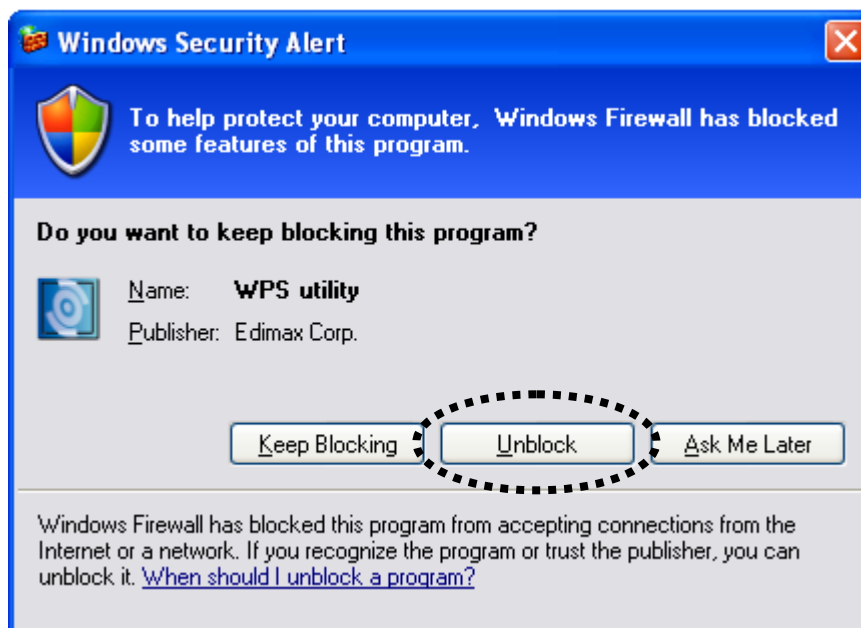 Windows Security Alert
To help protect your computer, Windows Firewall has blocked
some features of this program.
Do you want to keep blocking this program?
Name: WPS utility
Publisher: Edimax Corp.
Keep Blocking Unblock Ask Me Later
Windows Firewall has blocked this program from accepting connections from the
Internet or a network. If you recognize the program or trust the publisher, you can
unblock it. When should I unblock a program?